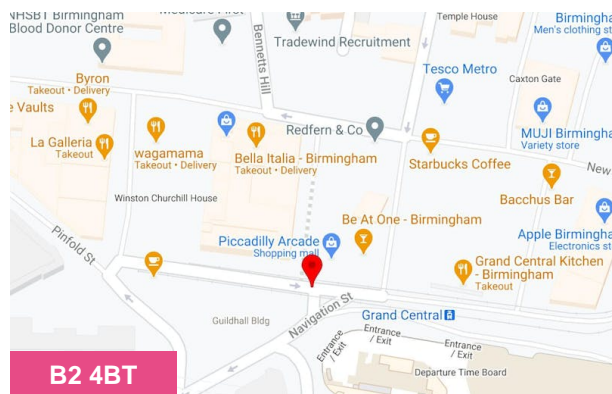 NHSBT Birmingham
Blood Donor Centre
Medicare First
Tradewind Recruitment
Temple House
Birmingh
Men's clothing st
Bennetts Hill
Byron
Takeout • Delivery
Tesco Metro
Caxton Gate
e Vaults
La Galleria
Takeout
wagamama
Takeout • Delivery
Redfern & Co
MUJI Birmingh
Variety store
Bella Italia - Birmingham
Takeout • Delivery
Starbucks Coffee
New
Winston Churchill House
Bacchus Bar
Pinfold St
Be At One - Birmingham
Piccadilly Arcade
Shopping mall
Apple Birmingha
Electronics st
Grand Central Kitchen
- Birmingham
Takeout
Guildhall Bldg
Navigation St
Grand Central
Entrance
/ Exit
Entrance
/ Exit
Entrance
/ Exit
Departure Time Board
B2 4BT